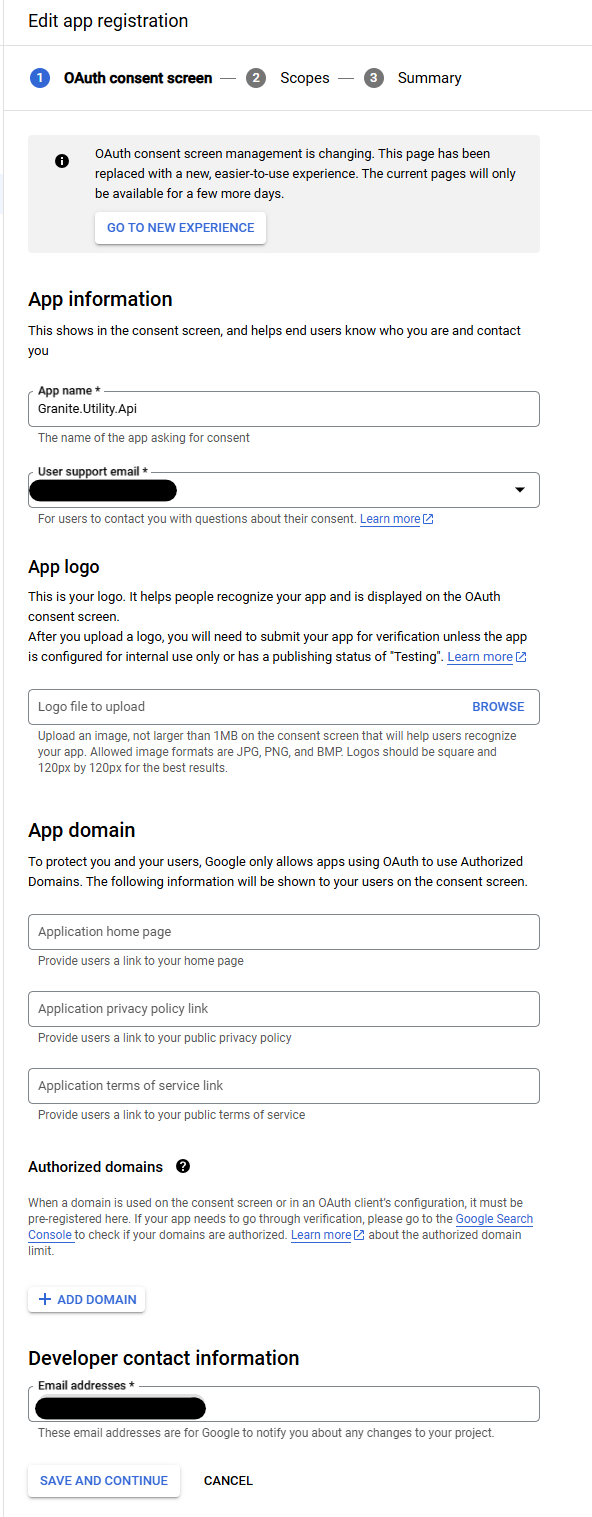 Edit app registration
1 OAuth consent screen — 2 Scopes — 3 Summary
OAuth consent screen management is changing. This page has been
replaced with a new, easier-to-use experience. The current pages will only
be available for a few more days.
GO TO NEW EXPERIENCE
App information
This shows in the consent screen, and helps end users know who you are and contact
you
App name *
Granite.Utility.Api
The name of the app asking for consent
User support email *
For users to contact you with questions about their consent. Learn more
App logo
This is your logo. It helps people recognize your app and is displayed on the OAuth
consent screen.
After you upload a logo, you will need to submit your app for verification unless the app
is configured for internal use only or has a publishing status of "Testing". Learn more
Logo file to upload BROWSE
Upload an image, not larger than 1MB on the consent screen that will help users recognize
your app. Allowed image formats are JPG, PNG, and BMP. Logos should be square and
120px by 120px for the best results.
App domain
To protect you and your users, Google only allows apps using OAuth to use Authorized
Domains. The following information will be shown to your users on the consent screen.
Application home page
Provide users a link to your home page
Application privacy policy link
Provide users a link to your public privacy policy
Application terms of service link
Provide users a link to your public terms of service
Authorized domains ?
When a domain is used on the consent screen or in an OAuth client's configuration, it must be
pre-registered here. If your app needs to go through verification, please go to the Google Search
Console to check if your domains are authorized. Learn more about the authorized domain
limit.
+ ADD DOMAIN
Developer contact information
Email addresses *
These email addresses are for Google to notify you about any changes to your project.
SAVE AND CONTINUE CANCEL